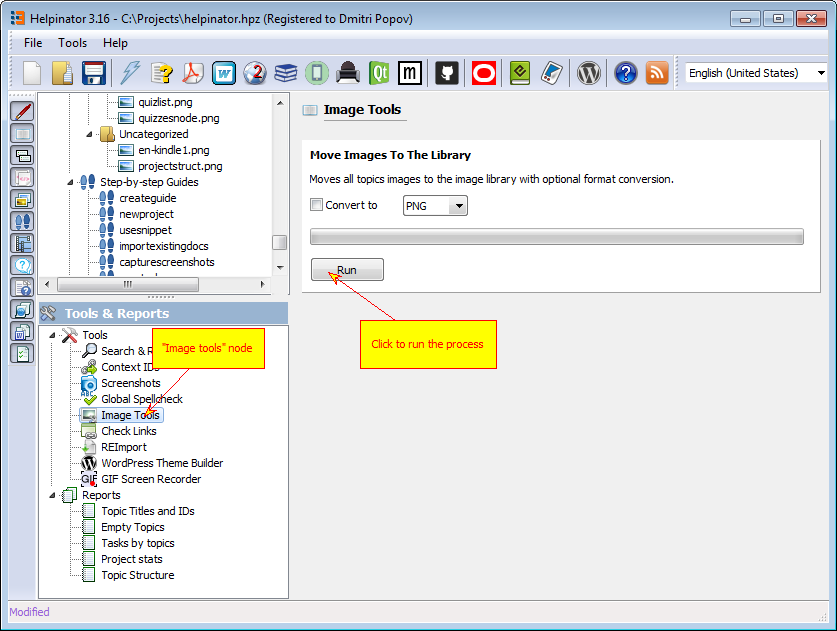 Helpinator 3.16 - C:\Projects\helpinator.hpz (Registered to Dmitri Popov)
File Tools Help
W 2 Qt m English (United States)
quizlist.png
quizzesnode.png
Uncategorized
en-kindle1.png
projectstruct.png
Step-by-step Guides
createguide
newproject
usesnippet
importexistingdocs
capturescreenshots
Image Tools
Move Images To The Library
Moves all topics images to the image library with optional format conversion.
Convert to PNG
Run
Click to run the process
Tools & Reports
Tools
Search & R
"Image tools" node
Context IDs
Screenshots
Global Spellcheck
Image Tools
Check Links
REImport
WordPress Theme Builder
GIF GIF Screen Recorder
Reports
Topic Titles and IDs
Empty Topics
Tasks by topics
Project stats
Topic Structure
Modified